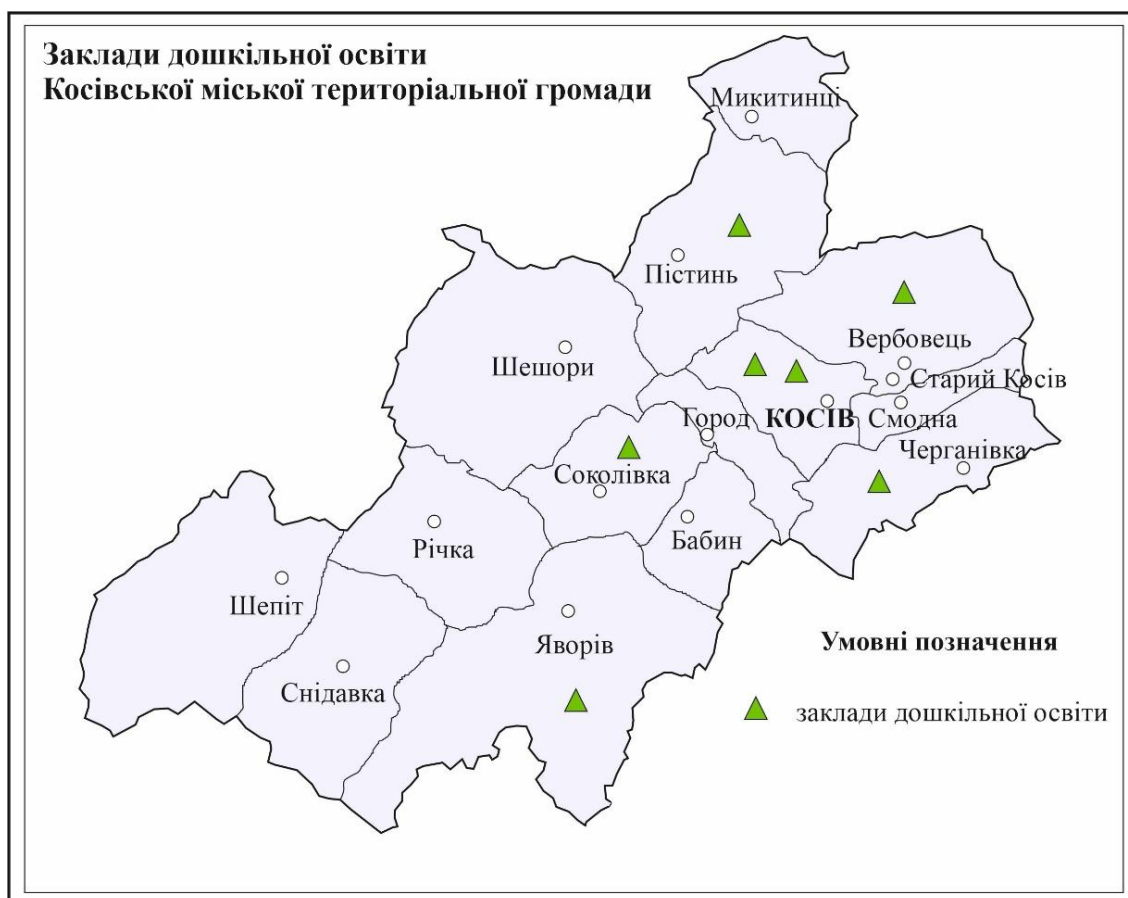 Заклади дошкільної освіти
Косівської міської територіальної громади
Микитинці
Пістинь
Вербовець
Шешори
Старий Косів
Город
КОСІВ
Смодна
Черганівка
Соколівка
Бабин
Річка
Шепіт
Яворів
Снідавка
Умовні позначення
заклади дошкільної освіти